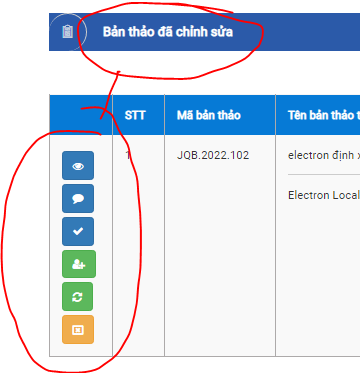 Bản thảo đã chỉnh sửa
STT Mã bản thảo Tên bản thảo t
1 JQB.2022.102 electron định x
Electron Local